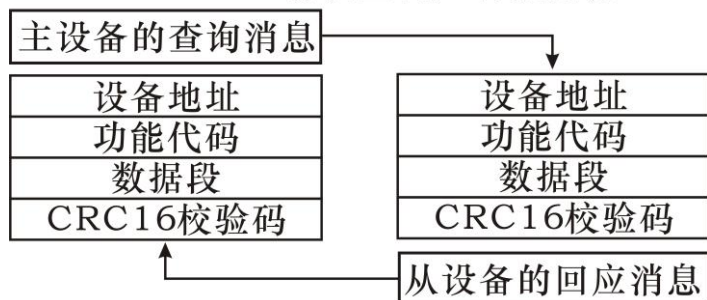 主设备的查询消息
设备地址
功能代码
数据段
CRC16校验码
设备地址
功能代码
数据段
CRC16校验码
从设备的回应消息